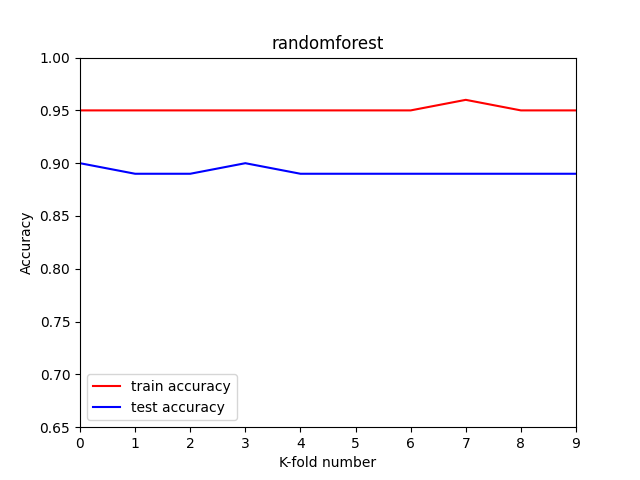 randomforest
1.00
0.95
0.90
0.85
0.80
0.75
0.70
0.65
Accuracy
train accuracy
test accuracy
0 1 2 3 4 5 6 7 8 9
K-fold number